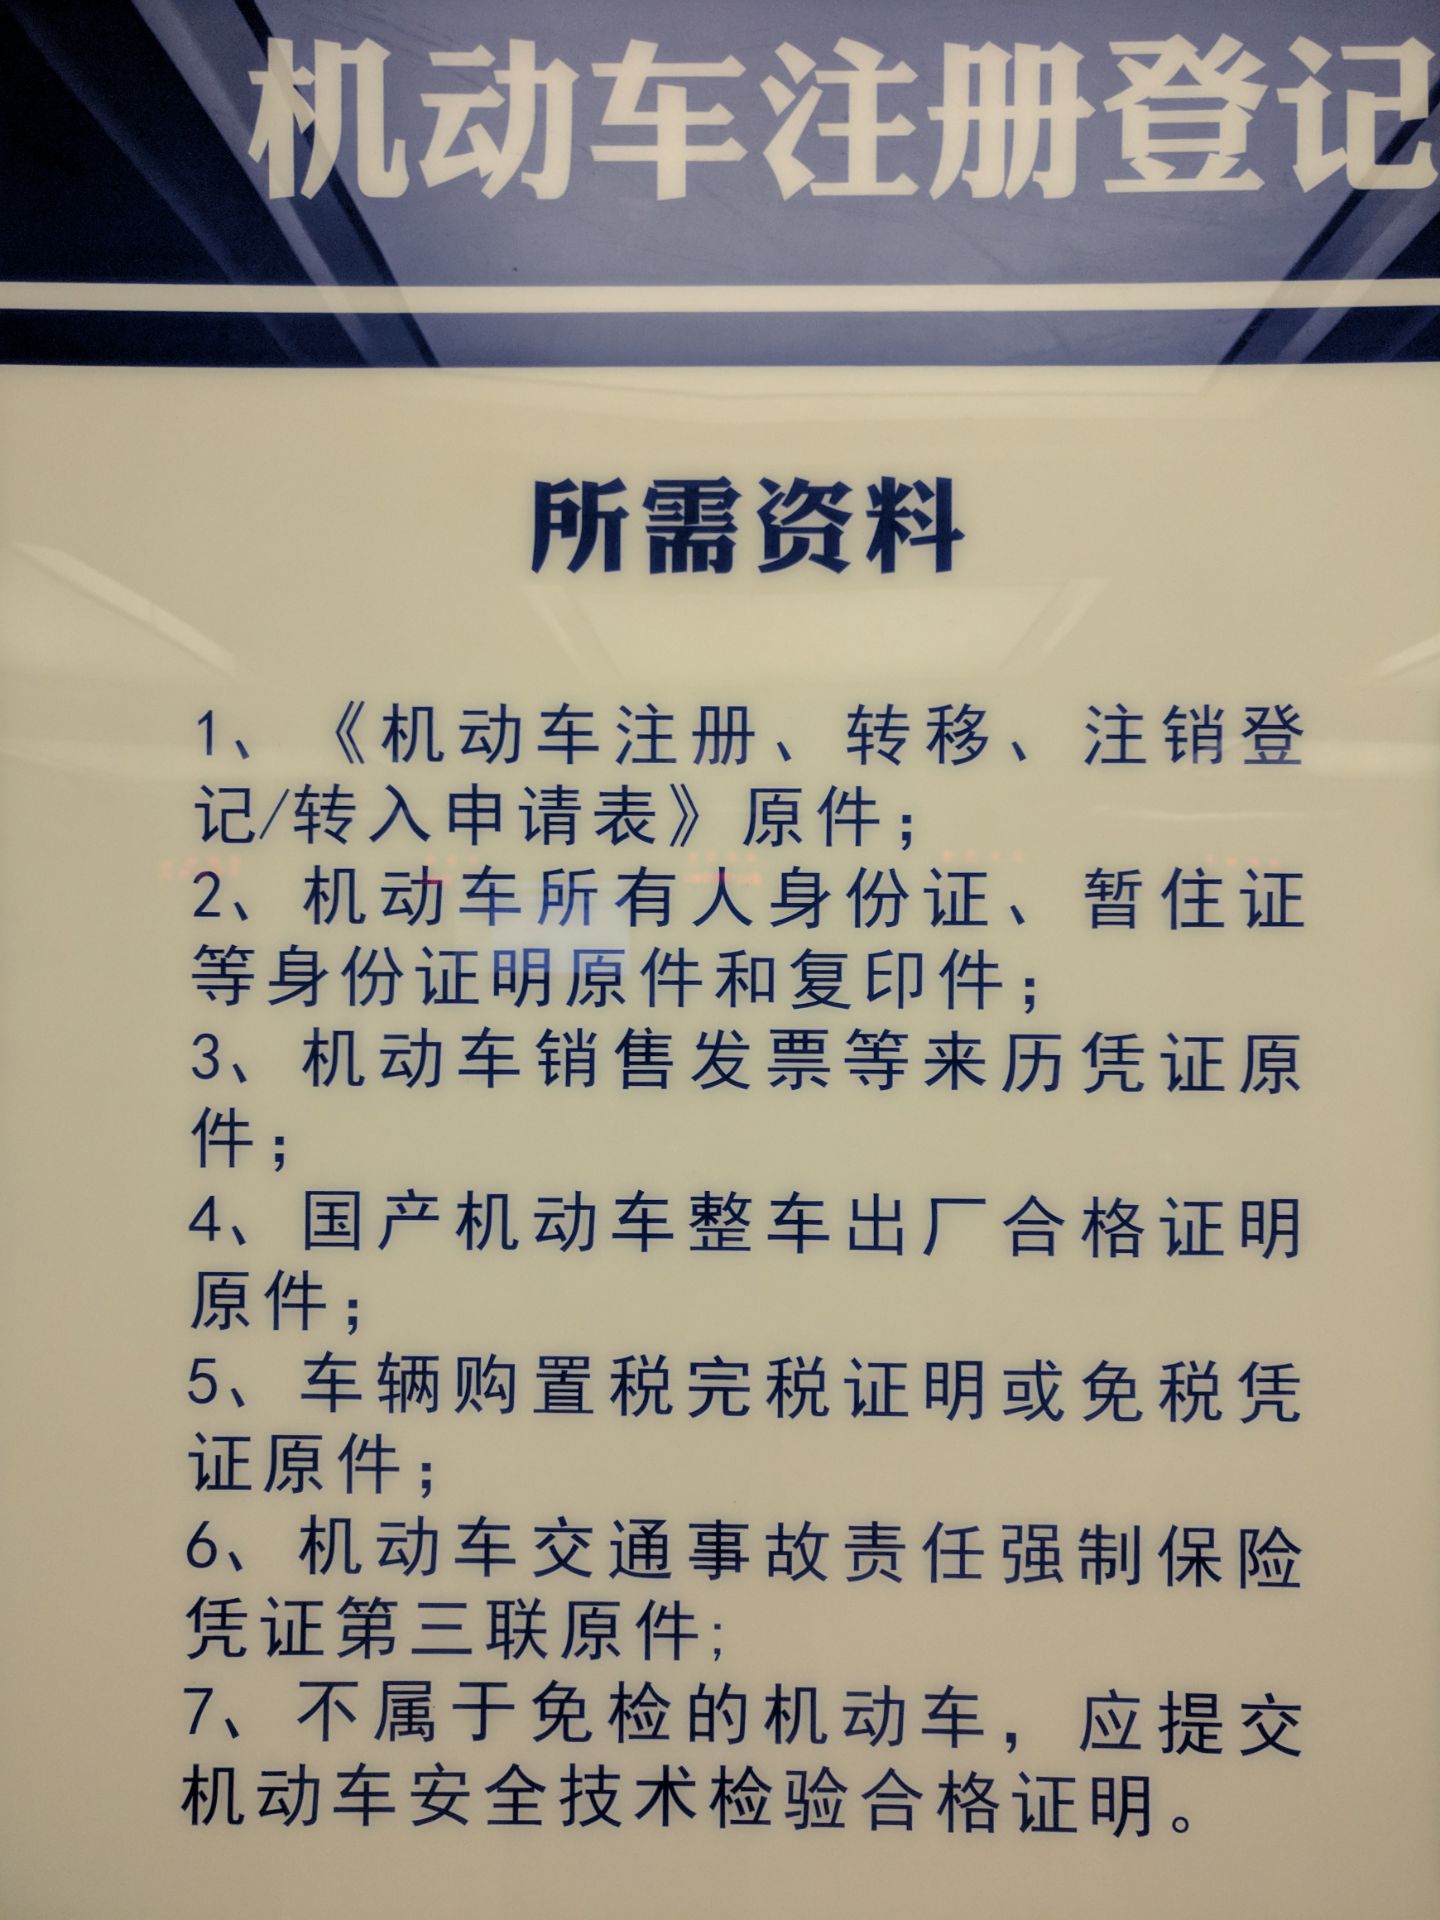 机动车注册登记
所需资料
1、《机动车注册、转移、注销登
记/转入申请表》原件；
2、机动车所有人身份证、暂住证
等身份证明原件和复印件；
3、机动车销售发票等来历凭证原
件；
4、国产机动车整车出厂合格证明
原件；
5、车辆购置税完税证明或免税凭
证原件；
6、机动车交通事故责任强制保险
凭证第三联原件;
7、不属于免检的机动车，应提交
机动车安全技术检验合格证明。